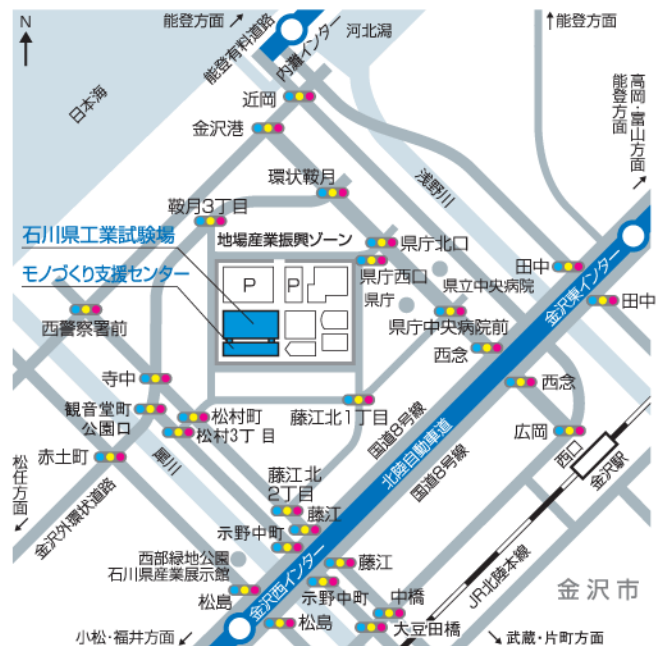 N
能登方面
能登有料道路
内灘インター
河北潟
↑能登方面
日本海
近岡
金沢港
高岡・富山方面
能登方面
浅野川
環状鞍月
鞍月3丁目
石川県工業試験場
地場産業振興ゾーン
県庁北口
モノづくり支援センター
県庁西口
県庁
県立中央病院
田中
金沢東インター
田中
P
P
西警察署前
県庁中央病院前
西念
寺中
西念
観音堂町
公園口
松村町
松村3丁目
藤江北1丁目
国道8号線
北陸自動車道
国道8号線
広岡
西口
金沢駅
赤土町
松任方面
金沢外環状道路
犀川
藤江北
2丁目
藤江
示野中町
西部緑地公園
石川県産業展示館
松島
金沢西インター
藤江
示野中町
中橋
JR北陸本線
金沢市
松島
大豆田橋
小松・福井方面
武蔵・片町方面